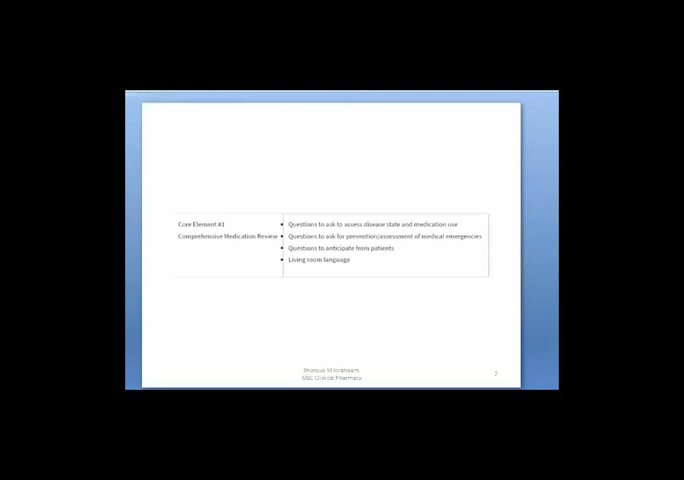 Core Element #1
Comprehensive Medication Review
• Questions to ask to assess disease state and medication use
• Questions to ask for prevention/assessment of medical emergencies
• Questions to anticipate from patients
• Living room language
Shorouk M Ibraheem
MSC Clinical Pharmacy
7